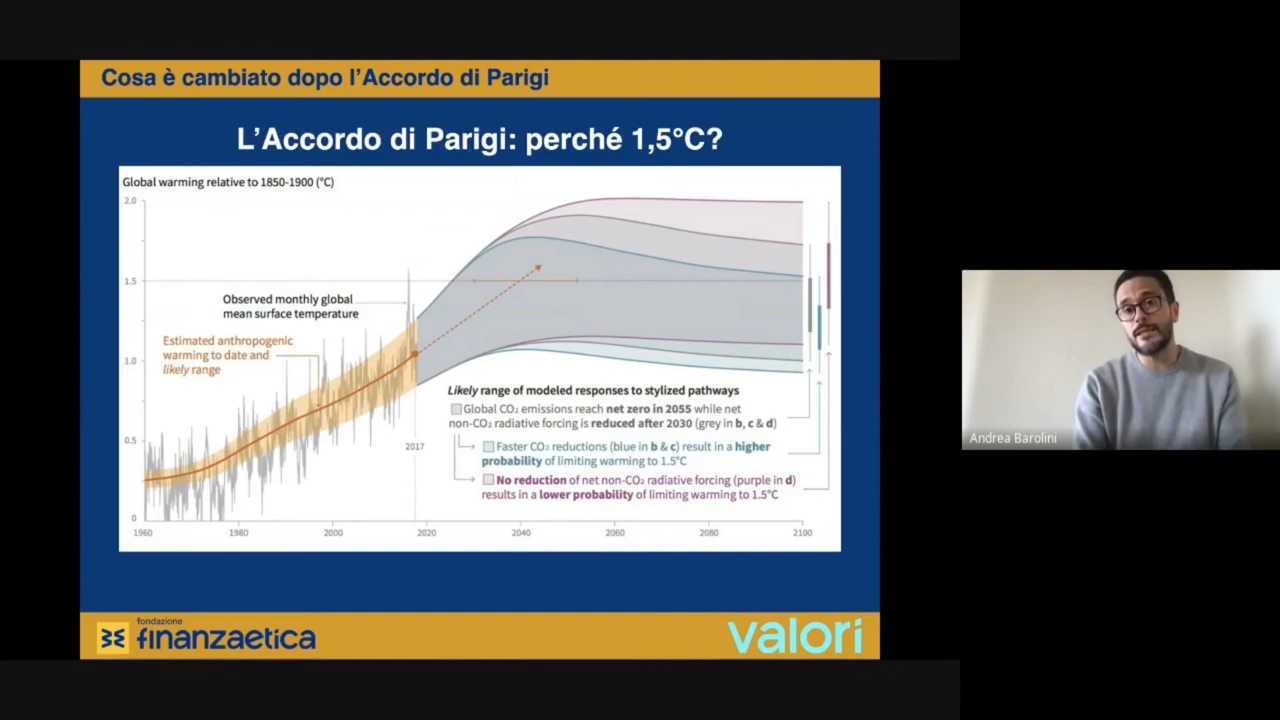 Cosa è cambiato dopo l'Accordo di Parigi
L'Accordo di Parigi: perché 1,5°C?
Global warming relative to 1850-1900 (°C)
2.0
1.5
1.0
0.5
0
Observed monthly global
mean surface temperature
Estimated anthropogenic
warming to date and
likely range
2017
Likely range of modeled responses to stylized pathways
Global CO₂ emissions reach net zero in 2055 while net
non-CO₂ radiative forcing is reduced after 2030 (grey in b, c & d)
Faster CO₂ reductions (blue in b & c) result in a higher
probability of limiting warming to 1.5°C
No reduction of net non-CO₂ radiative forcing (purple in d)
results in a lower probability of limiting warming to 1.5°C
1960
1980
2000
2020
2040
2060
2080
2100
fondazione
finanzaetica
valori
Andrea Barolini